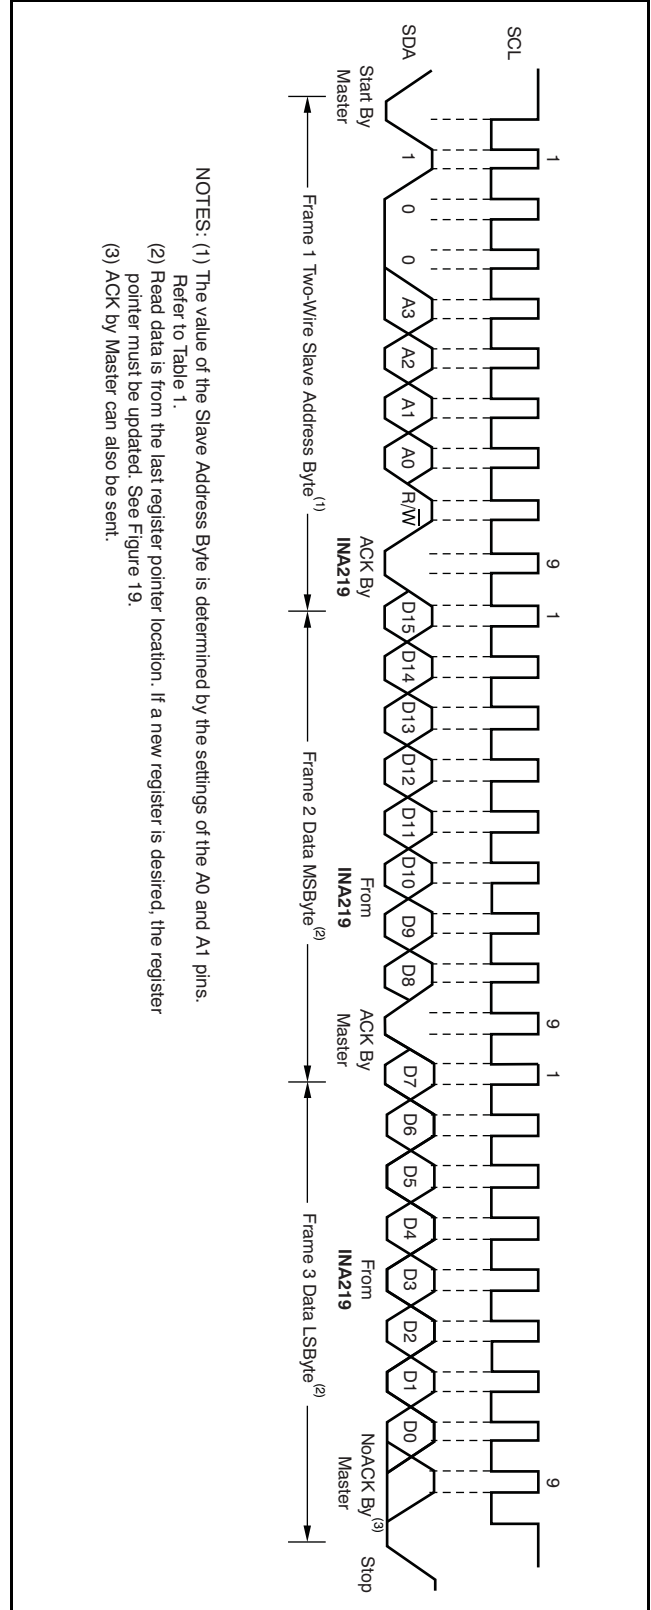 1 9 1 9 1 9
SCL
SDA 1 0 0 A3 A2 A1 A0 R/W D15 D14 D13 D12 D11 D10 D9 D8 D7 D6 D5 D4 D3 D2 D1 D0
Start By
Master
ACK By
INA219
From
INA219
ACK By
Master
From
INA219
NoACK By(3)
Master
Stop
Frame 1 Two-Wire Slave Address Byte(1)
Frame 2 Data MSByte(2)
Frame 3 Data LSByte(2)
NOTES: (1) The value of the Slave Address Byte is determined by the settings of the A0 and A1 pins.
Refer to Table 1.
(2) Read data is from the last register pointer location. If a new register is desired, the register
pointer must be updated. See Figure 19.
(3) ACK by Master can also be sent.